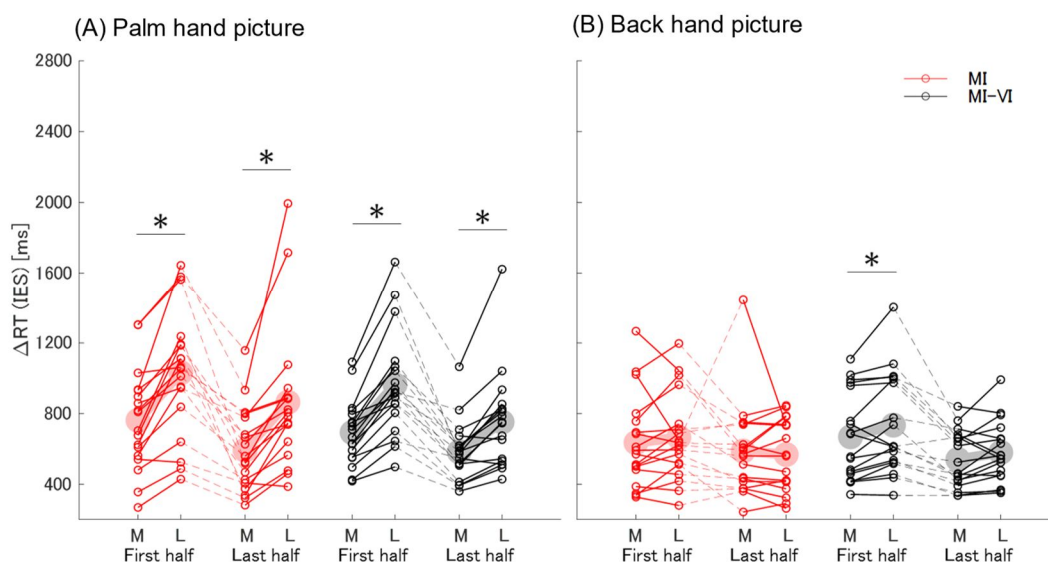 (A) Palm hand picture
(B) Back hand picture
2800
2400
2000
1600
1200
800
400
ΔRT (IES) [ms]
MI
MI-VI
*
*
*
*
*
M L M L M L M L
First half Last half First half Last half
M L M L M L M L
First half Last half First half Last half